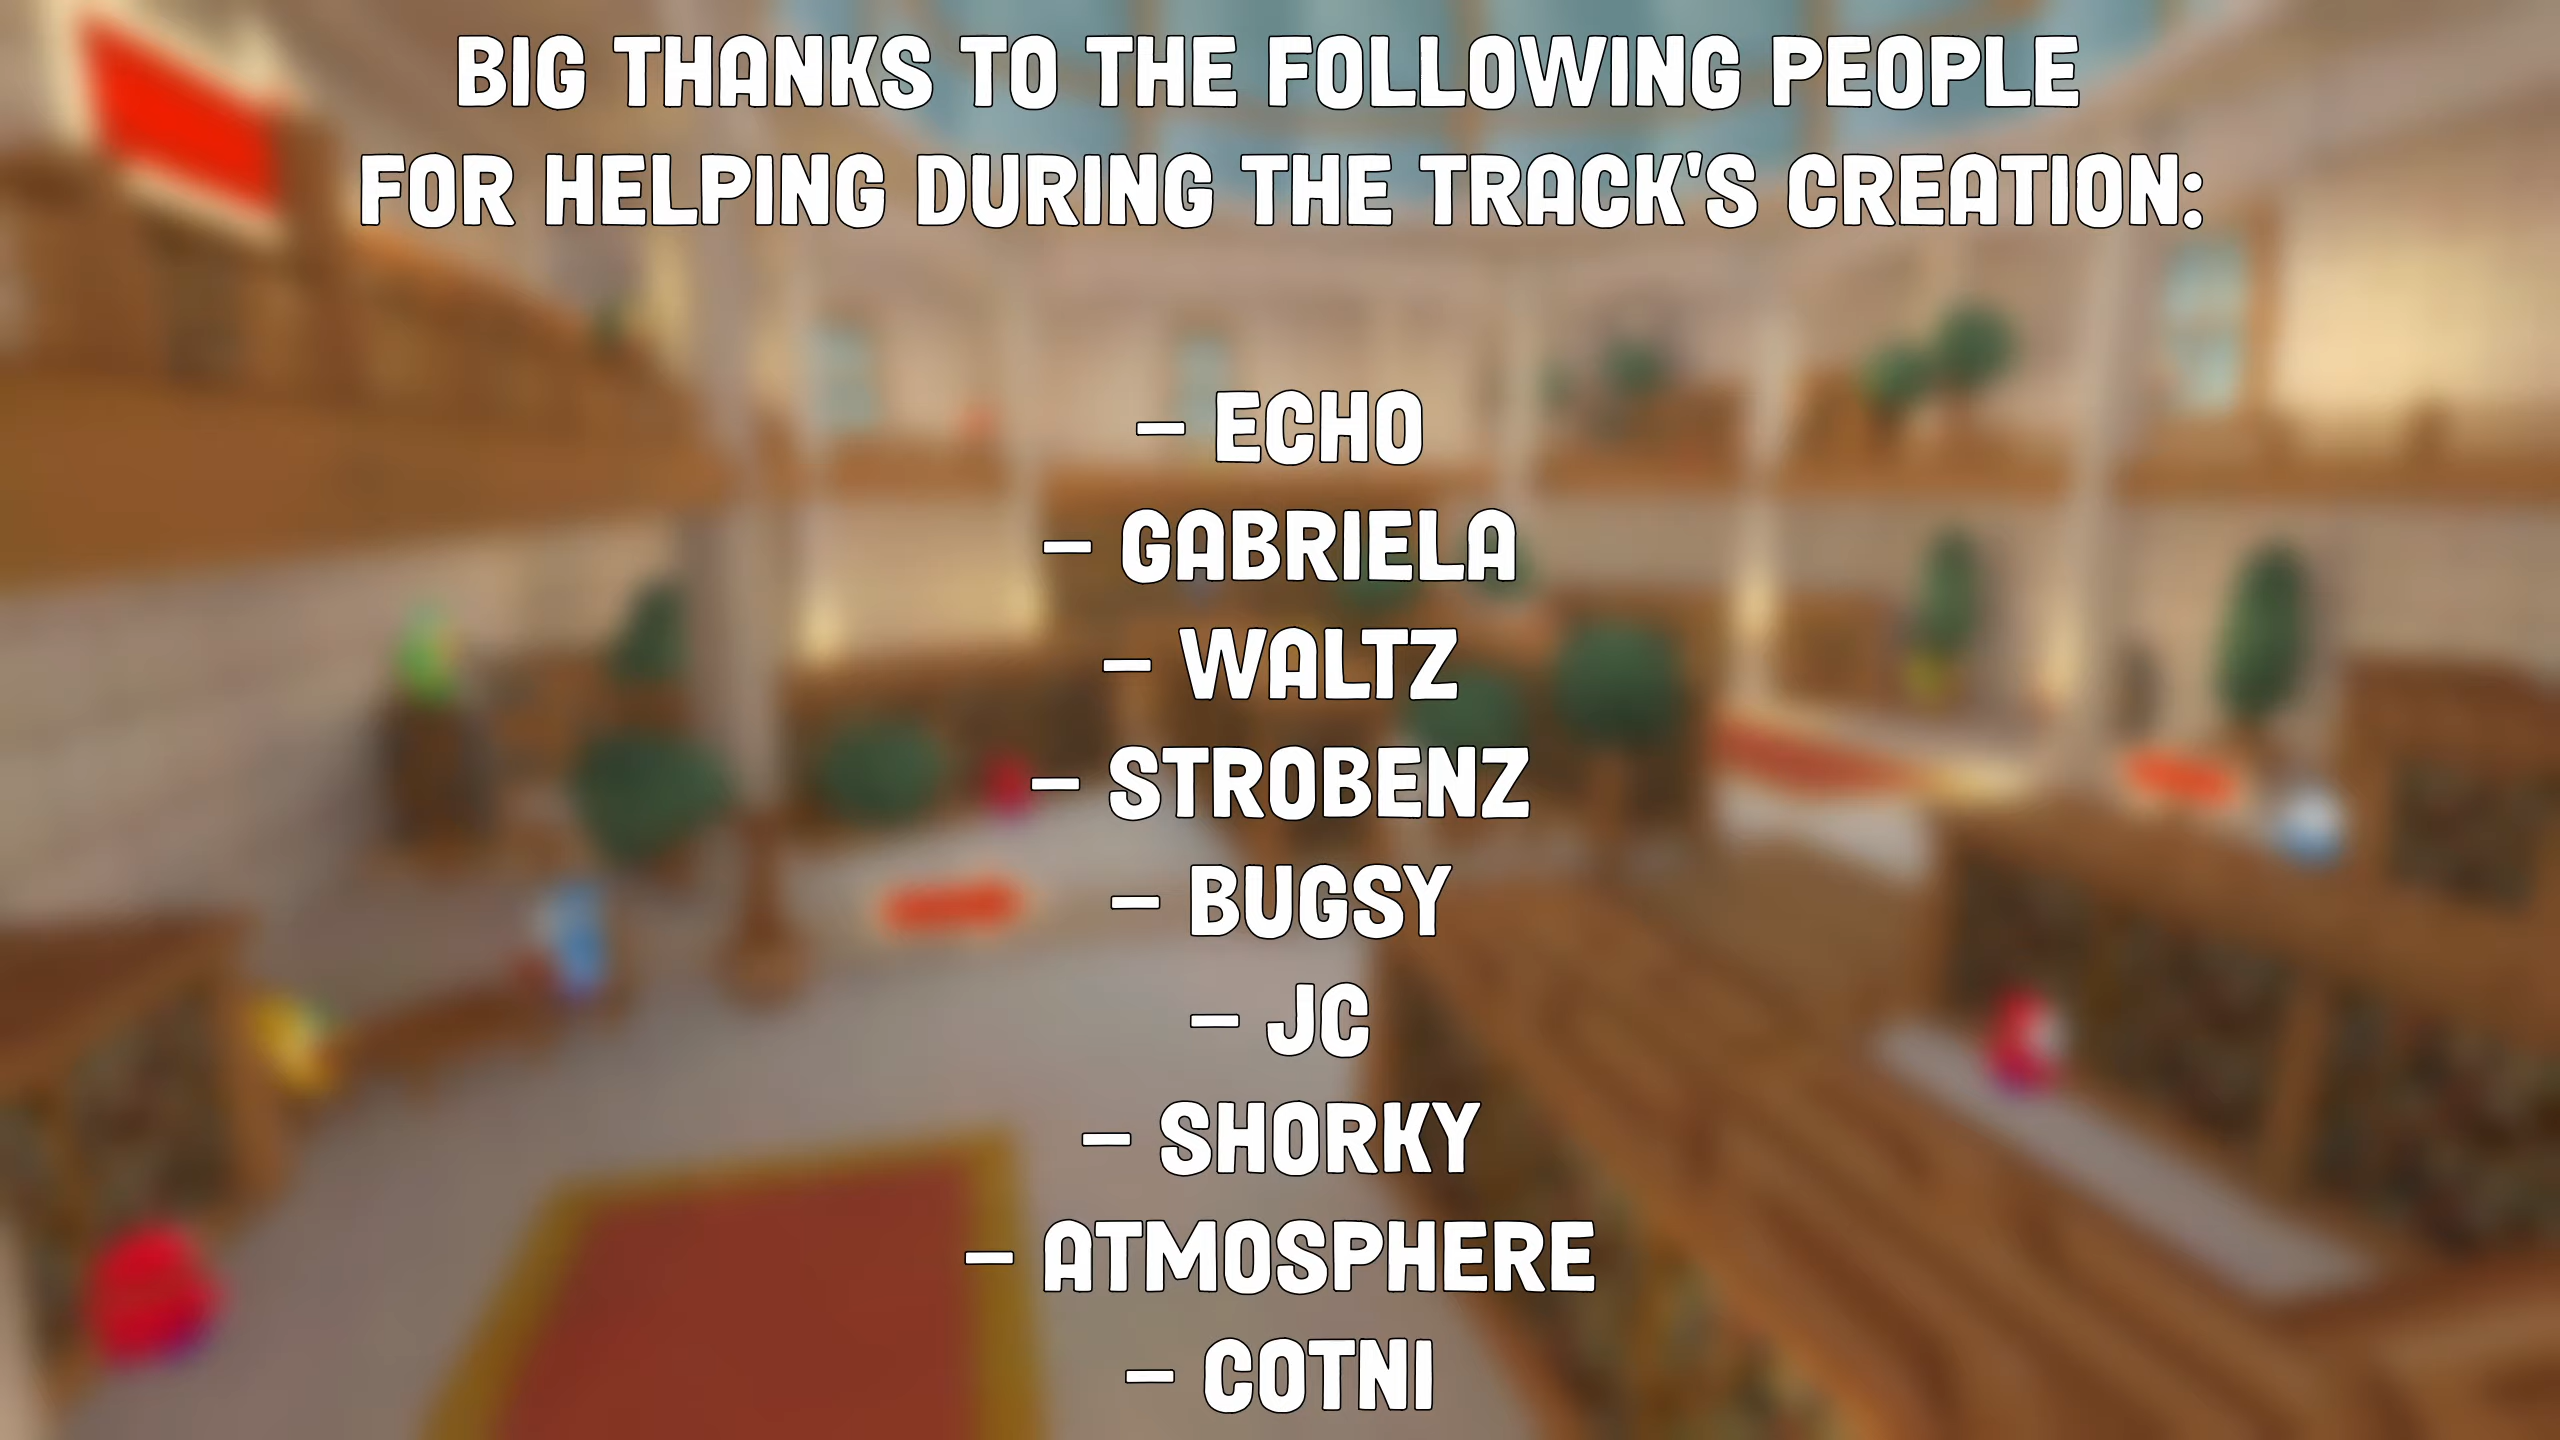 BIG THANKS TO THE FOLLOWING PEOPLE
FOR HELPING DURING THE TRACK'S CREATION:
- ECHO
- GABRIELA
- WALTZ
- STROBENZ
- BUGSY
- JC
- SHORKY
- ATMOSPHERE
- COTNI